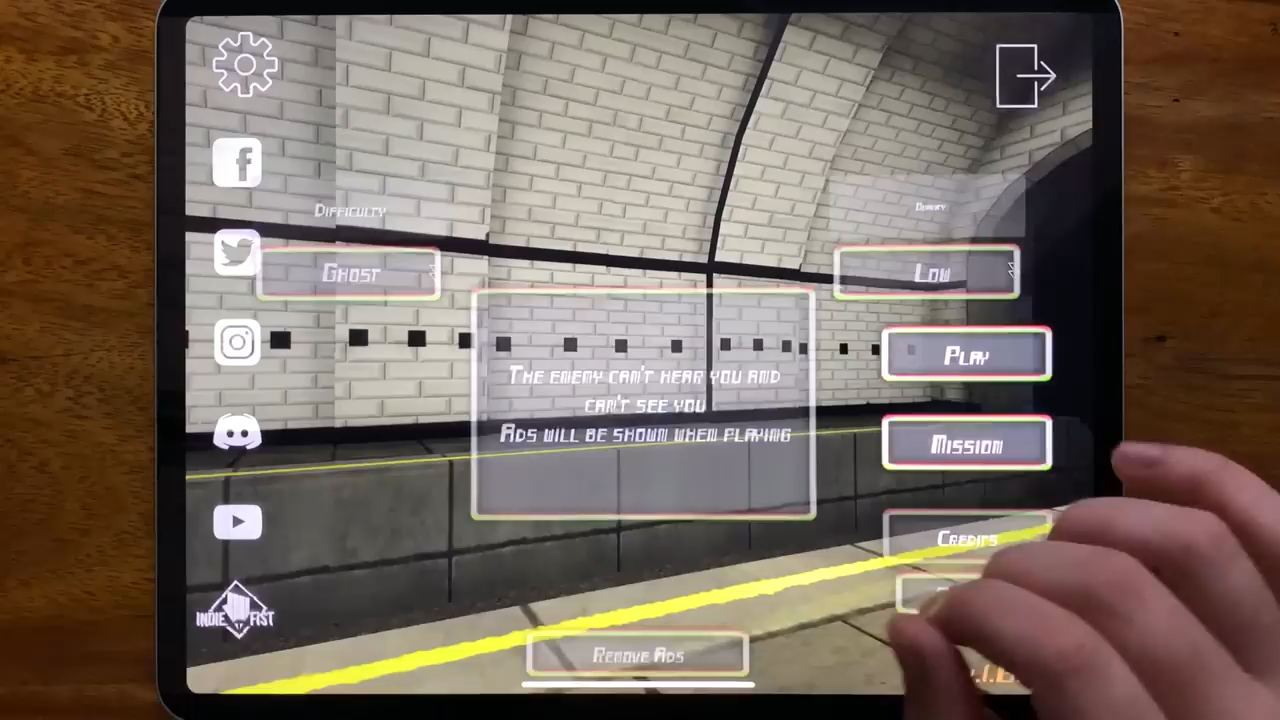 Difficulty
Ghost
Low
The enemy can't hear you and
can't see you
Ads will be shown when playing
Play
Mission
Credits
Indie Fist
Remove Ads